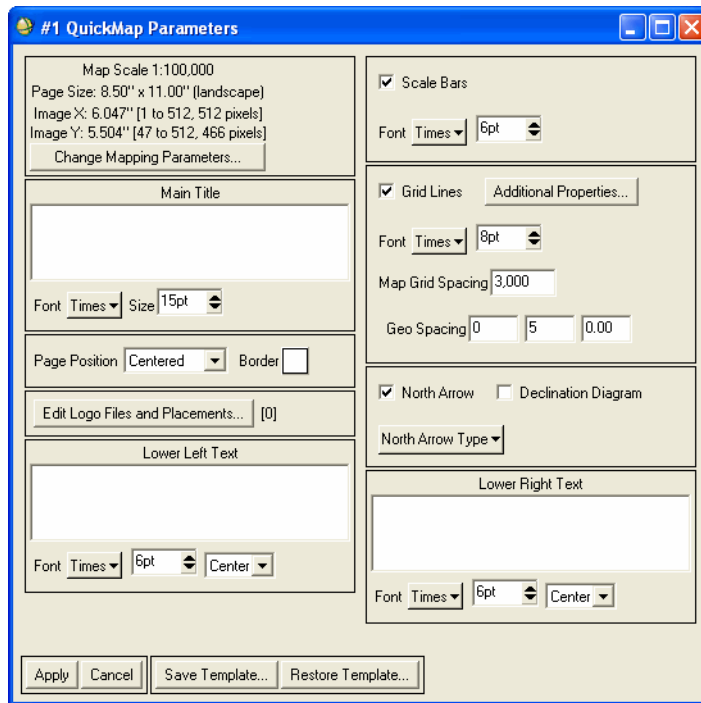 #1 QuickMap Parameters
Map Scale 1:100,000
Page Size: 8.50" x 11.00" (landscape)
Image X: 6.047" [1 to 512, 512 pixels]
Image Y: 5.504" [47 to 512, 466 pixels]
Change Mapping Parameters...
Main Title
Font Times Size 15pt
Page Position Centered Border
Edit Logo Files and Placements... [0]
Lower Left Text
Font Times 6pt Center
Scale Bars
Font Times 6pt
Grid Lines Additional Properties...
Font Times 8pt
Map Grid Spacing 3,000
Geo Spacing 0 5 0.00
North Arrow Declination Diagram
North Arrow Type
Lower Right Text
Font Times 6pt Center
Apply Cancel Save Template... Restore Template...